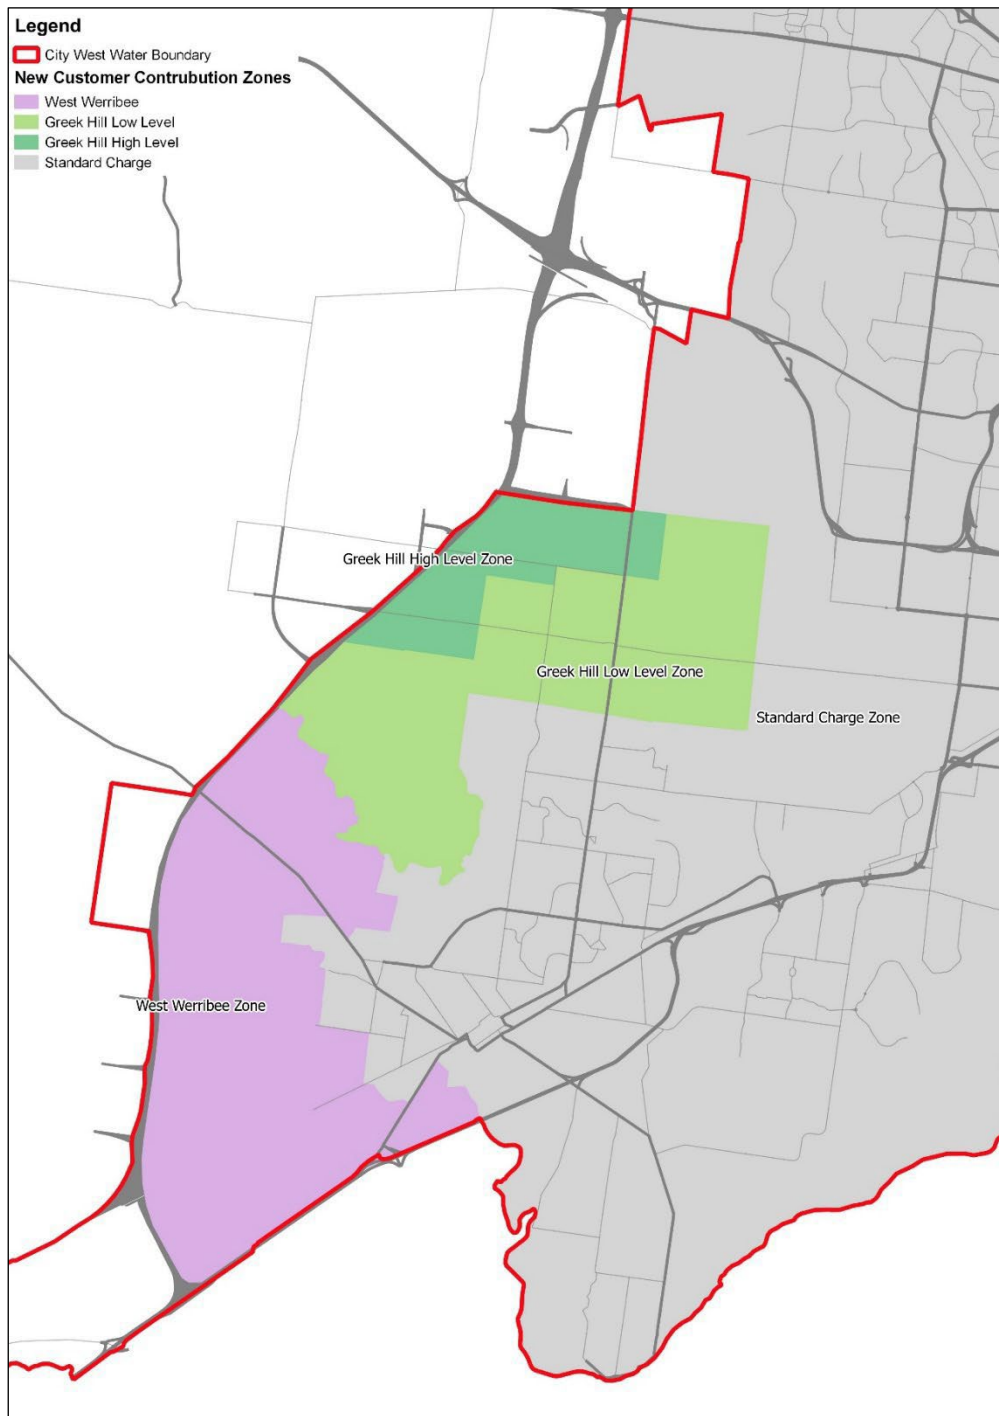 Legend
City West Water Boundary
New Customer Contrubution Zones
West Werribee
Greek Hill Low Level
Greek Hill High Level
Standard Charge
Greek Hill High Level Zone
Greek Hill Low Level Zone
Standard Charge Zone
West Werribee Zone